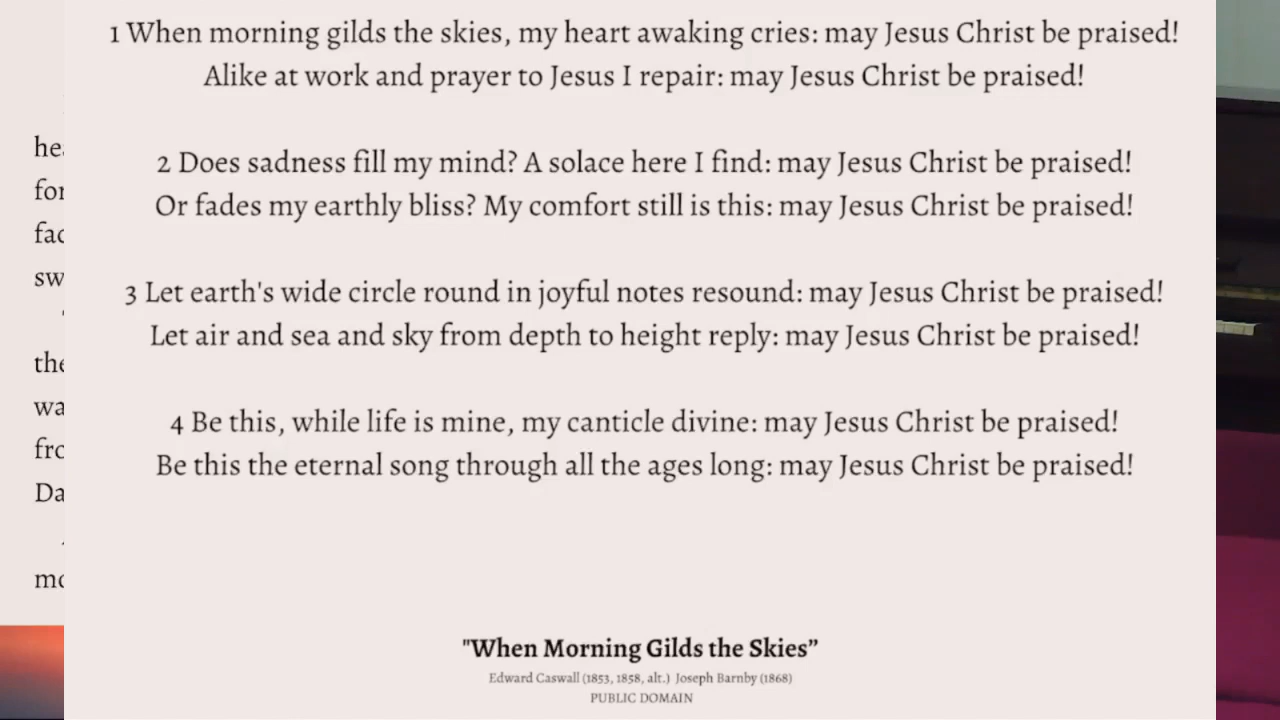 1 When morning gilds the skies, my heart awaking cries: may Jesus Christ be praised!
Alike at work and prayer to Jesus I repair: may Jesus Christ be praised!
2 Does sadness fill my mind? A solace here I find: may Jesus Christ be praised!
Or fades my earthly bliss? My comfort still is this: may Jesus Christ be praised!
3 Let earth's wide circle round in joyful notes resound: may Jesus Christ be praised!
Let air and sea and sky from depth to height reply: may Jesus Christ be praised!
4 Be this, while life is mine, my canticle divine: may Jesus Christ be praised!
Be this the eternal song through all the ages long: may Jesus Christ be praised!
"When Morning Gilds the Skies”
Edward Caswall (1853, 1858, alt.) Joseph Barnby (1868)
PUBLIC DOMAIN